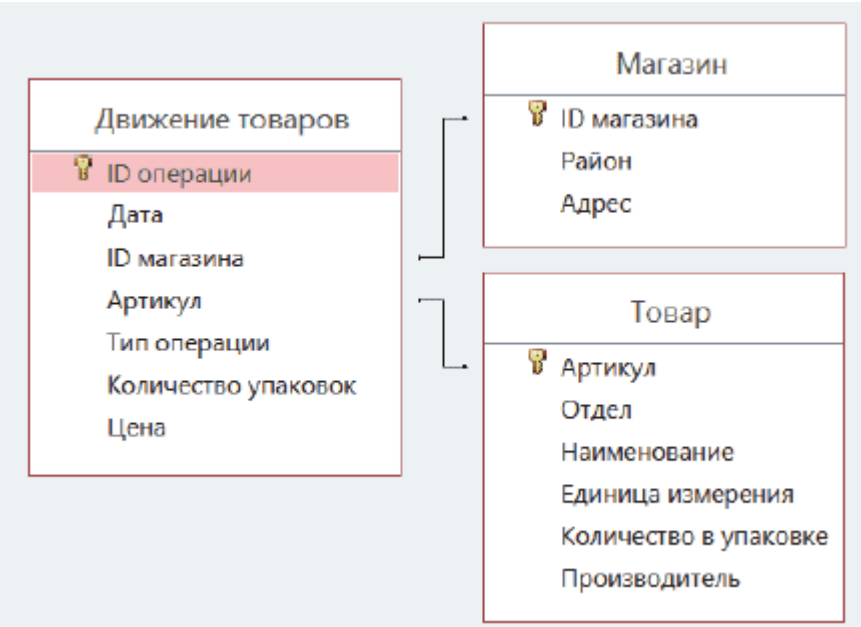 Движение товаров
ID операции
Дата
ID магазина
Артикул
Тип операции
Количество упаковок
Цена
Магазин
ID магазина
Район
Адрес
Товар
Артикул
Отдел
Наименование
Единица измерения
Количество в упаковке
Производитель